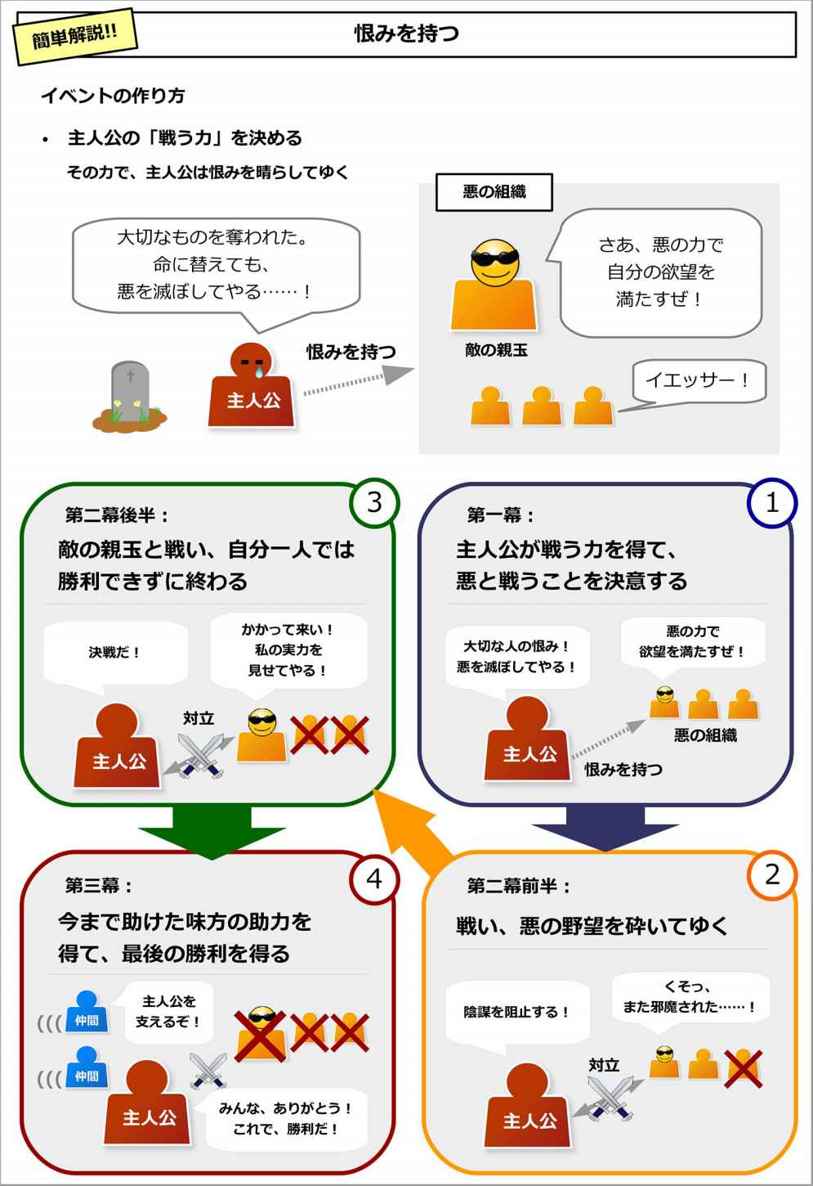 簡単解説!!
恨みを持つ
イベントの作り方
• 主人公の「戦う力」を決める
その力で、主人公は恨みを晴らしてゆく
大切なものを奪われた。
命に替えても、
悪を滅ぼしてやる……！
主人公
恨みを持つ
悪の組織
さあ、悪の力で
自分の欲望を
満たすぜ！
敵の親玉
イエッサー！
1
第一幕：
主人公が戦う力を得て、
悪と戦うことを決意する
大切な人の恨み！
悪を滅ぼしてやる！
悪の力で
欲望を満たすぜ！
主人公
悪の組織
恨みを持つ
2
第二幕前半：
戦い、悪の野望を砕いてゆく
陰謀を阻止する！
くそっ、
また邪魔された……！
主人公
対立
3
第二幕後半：
敵の親玉と戦い、自分一人では
勝利できずに終わる
決戦だ！
かかって来い！
私の実力を
見せてやる！
主人公
対立
4
第三幕：
今まで助けた味方の助力を
得て、最後の勝利を得る
仲間
主人公を
支えるぞ！
仲間
主人公
みんな、ありがとう！
これで、勝利だ！